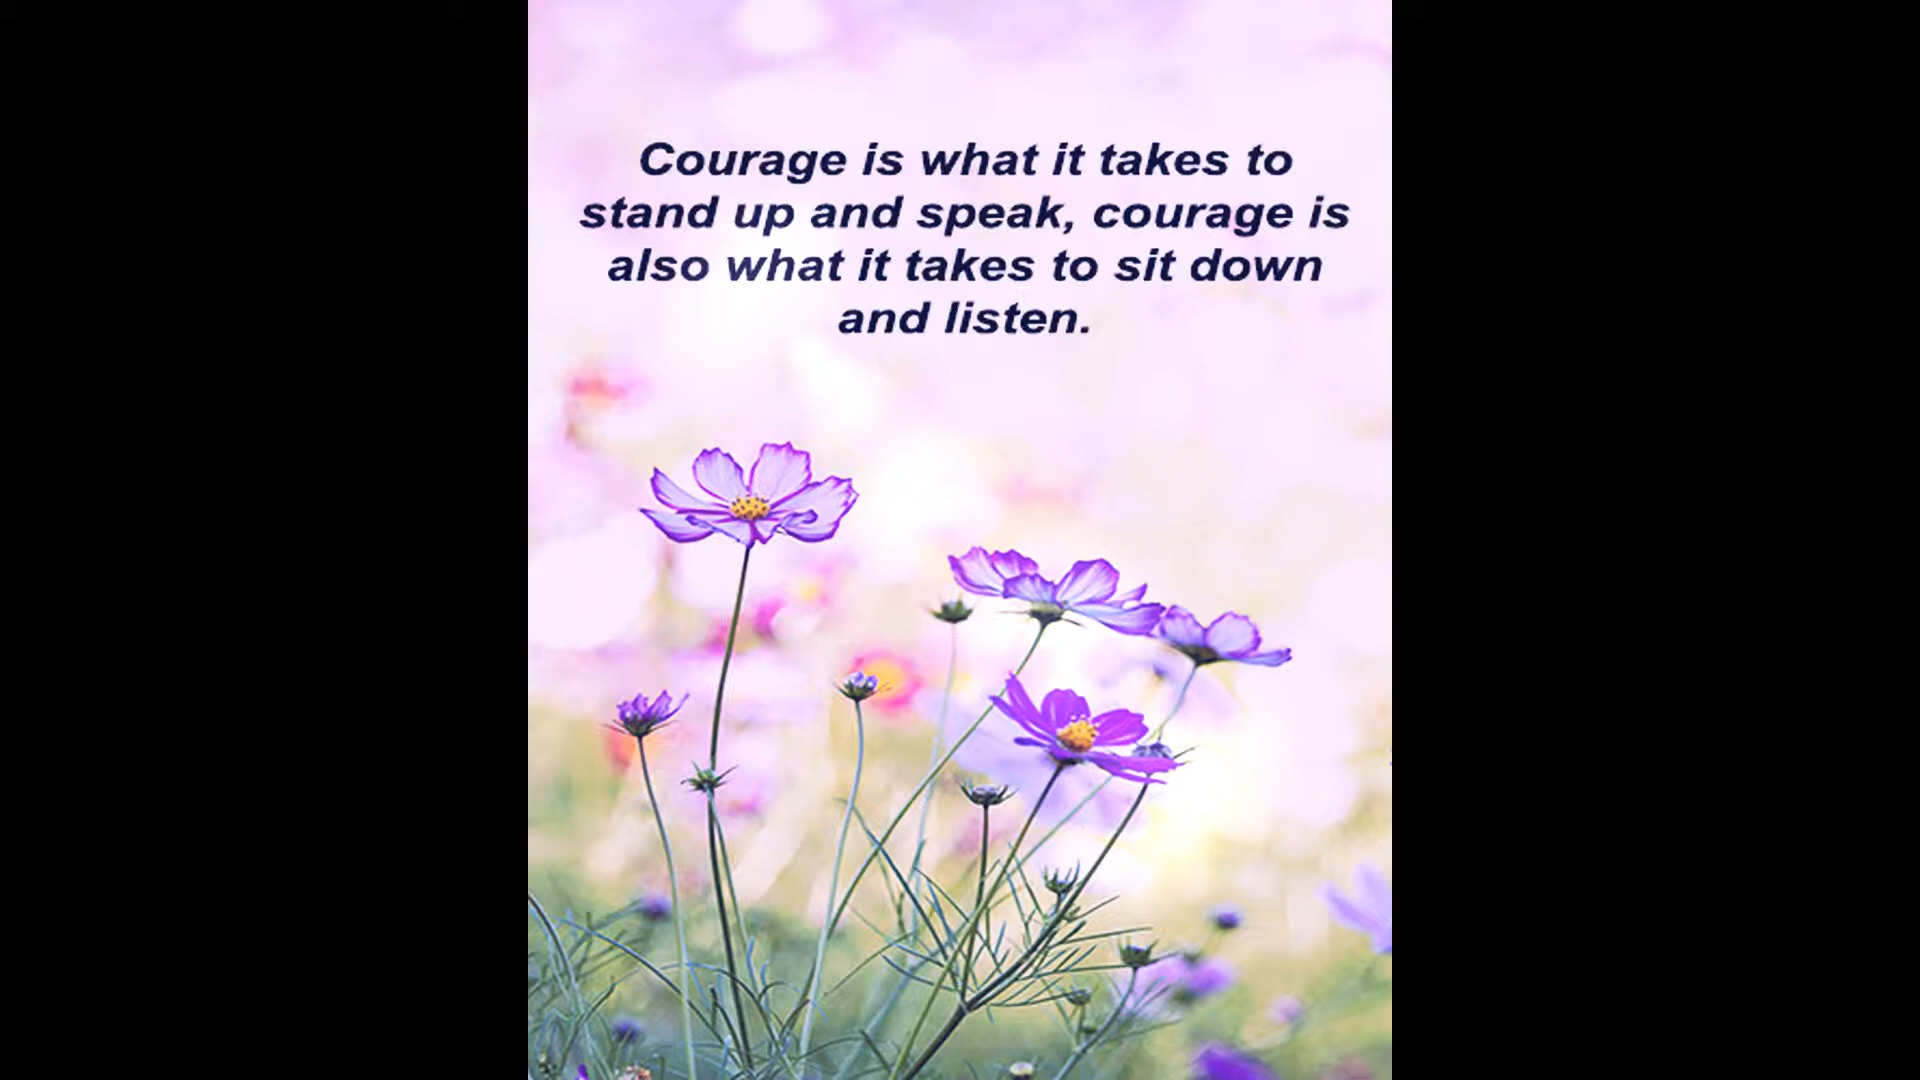 Courage is what it takes to
stand up and speak, courage is
also what it takes to sit down
and listen.